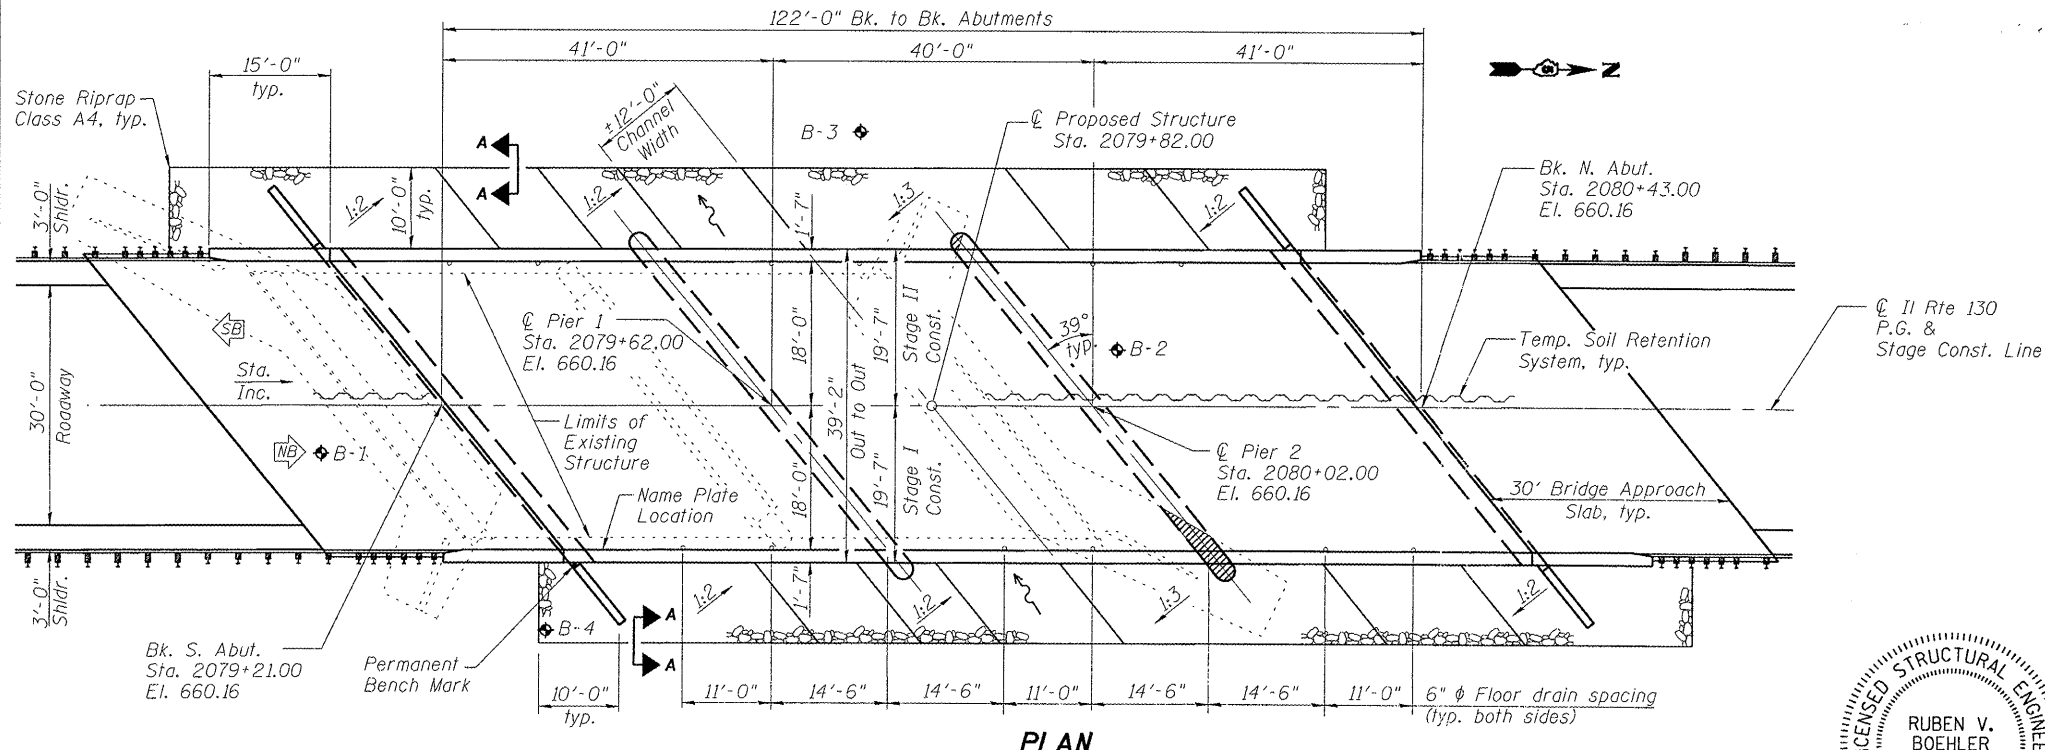 122'-0" Bk. to Bk. Abutments
41'-0"
40'-0"
41'-0"
15'-0"
typ.
Stone Riprap
Class A4, typ.
±12'-0"
Channel
Width
A
A
B-3
℄ Proposed Structure
Sta. 2079+82.00
N
Bk. N. Abut.
Sta. 2080+43.00
El. 660.16
3'-0"
Shldr.
1:2
10'-0"
typ.
1:2
1'-7"
1:3
1:2
SB
Sta.
Inc.
30'-0"
Roadway
NB
B-1
℄ Pier 1
Sta. 2079+62.00
El. 660.16
Limits of
Existing
Structure
Name Plate
Location
18'-0"
18'-0"
39'-2"
Out to Out
19'-7"
19'-7"
Stage II
Const.
Stage I
Const.
39°
typ.
B-2
Temp. Soil Retention
System, typ.
℄ Il Rte 130
P.G. &
Stage Const. Line
℄ Pier 2
Sta. 2080+02.00
El. 660.16
30' Bridge Approach
Slab, typ.
3'-0"
Shldr.
Bk. S. Abut.
Sta. 2079+21.00
El. 660.16
Permanent
Bench Mark
B-4
A
A
1:2
1'-7"
1:2
1:3
1:2
10'-0"
typ.
11'-0"
14'-6"
14'-6"
11'-0"
14'-6"
14'-6"
11'-0"
6" ϕ Floor drain spacing
(typ. both sides)
PLAN
STRUCTURAL
RUBEN V.
BOEHLER